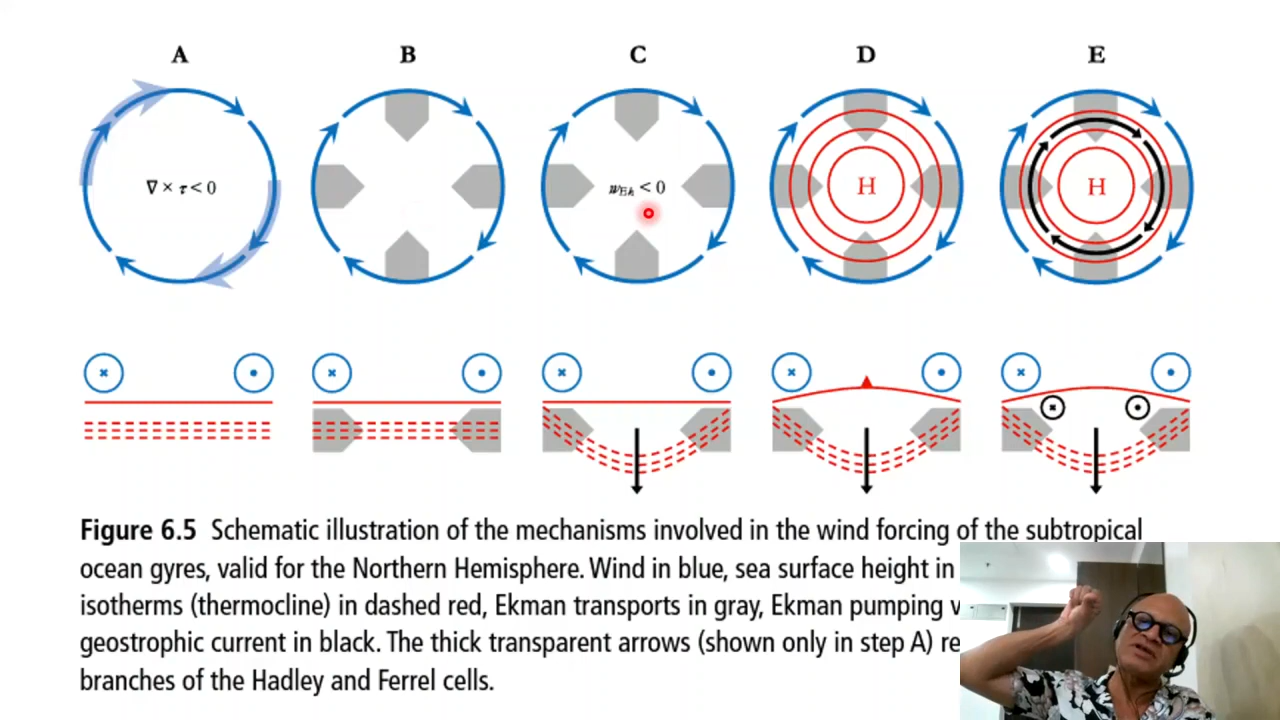 A B C D E
∇ × τ < 0
wEk < 0
H
H
Figure 6.5 Schematic illustration of the mechanisms involved in the wind forcing of the subtropical
ocean gyres, valid for the Northern Hemisphere. Wind in blue, sea surface height in
isotherms (thermocline) in dashed red, Ekman transports in gray, Ekman pumping
geostrophic current in black. The thick transparent arrows (shown only in step A)
branches of the Hadley and Ferrel cells.